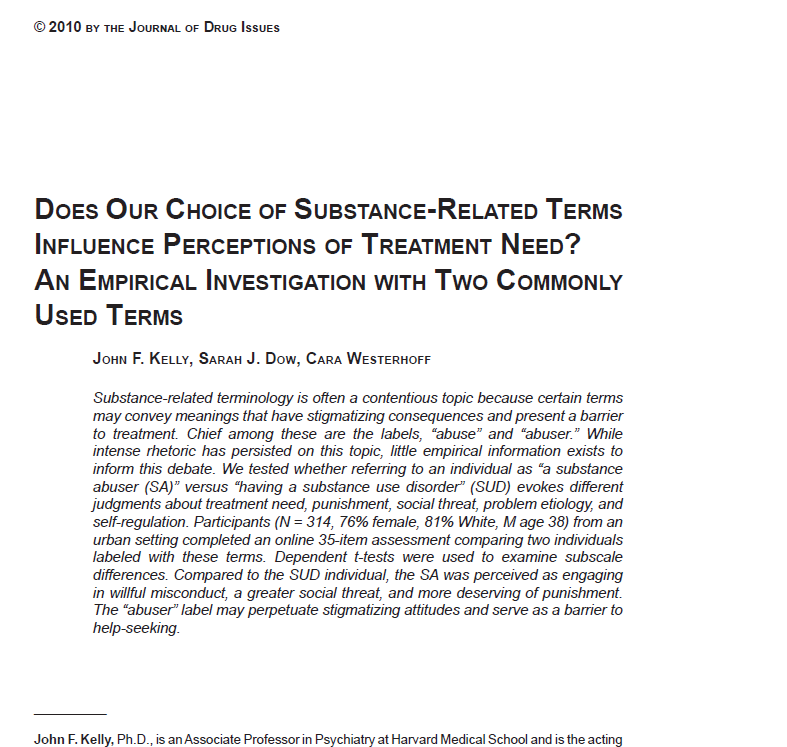 © 2010 by the Journal of Drug Issues
Does Our Choice of Substance-Related Terms
Influence Perceptions of Treatment Need?
An Empirical Investigation with Two Commonly
Used Terms
John F. Kelly, Sarah J. Dow, Cara Westerhoff
Substance-related terminology is often a contentious topic because certain terms
may convey meanings that have stigmatizing consequences and present a barrier
to treatment. Chief among these are the labels, “abuse” and “abuser.” While
intense rhetoric has persisted on this topic, little empirical information exists to
inform this debate. We tested whether referring to an individual as “a substance
abuser (SA)” versus “having a substance use disorder” (SUD) evokes different
judgments about treatment need, punishment, social threat, problem etiology, and
self-regulation. Participants (N = 314, 76% female, 81% White, M age 38) from an
urban setting completed an online 35-item assessment comparing two individuals
labeled with these terms. Dependent t-tests were used to examine subscale
differences. Compared to the SUD individual, the SA was perceived as engaging
in willful misconduct, a greater social threat, and more deserving of punishment.
The “abuser” label may perpetuate stigmatizing attitudes and serve as a barrier to
help-seeking.
John F. Kelly, Ph.D., is an Associate Professor in Psychiatry at Harvard Medical School and is the acting